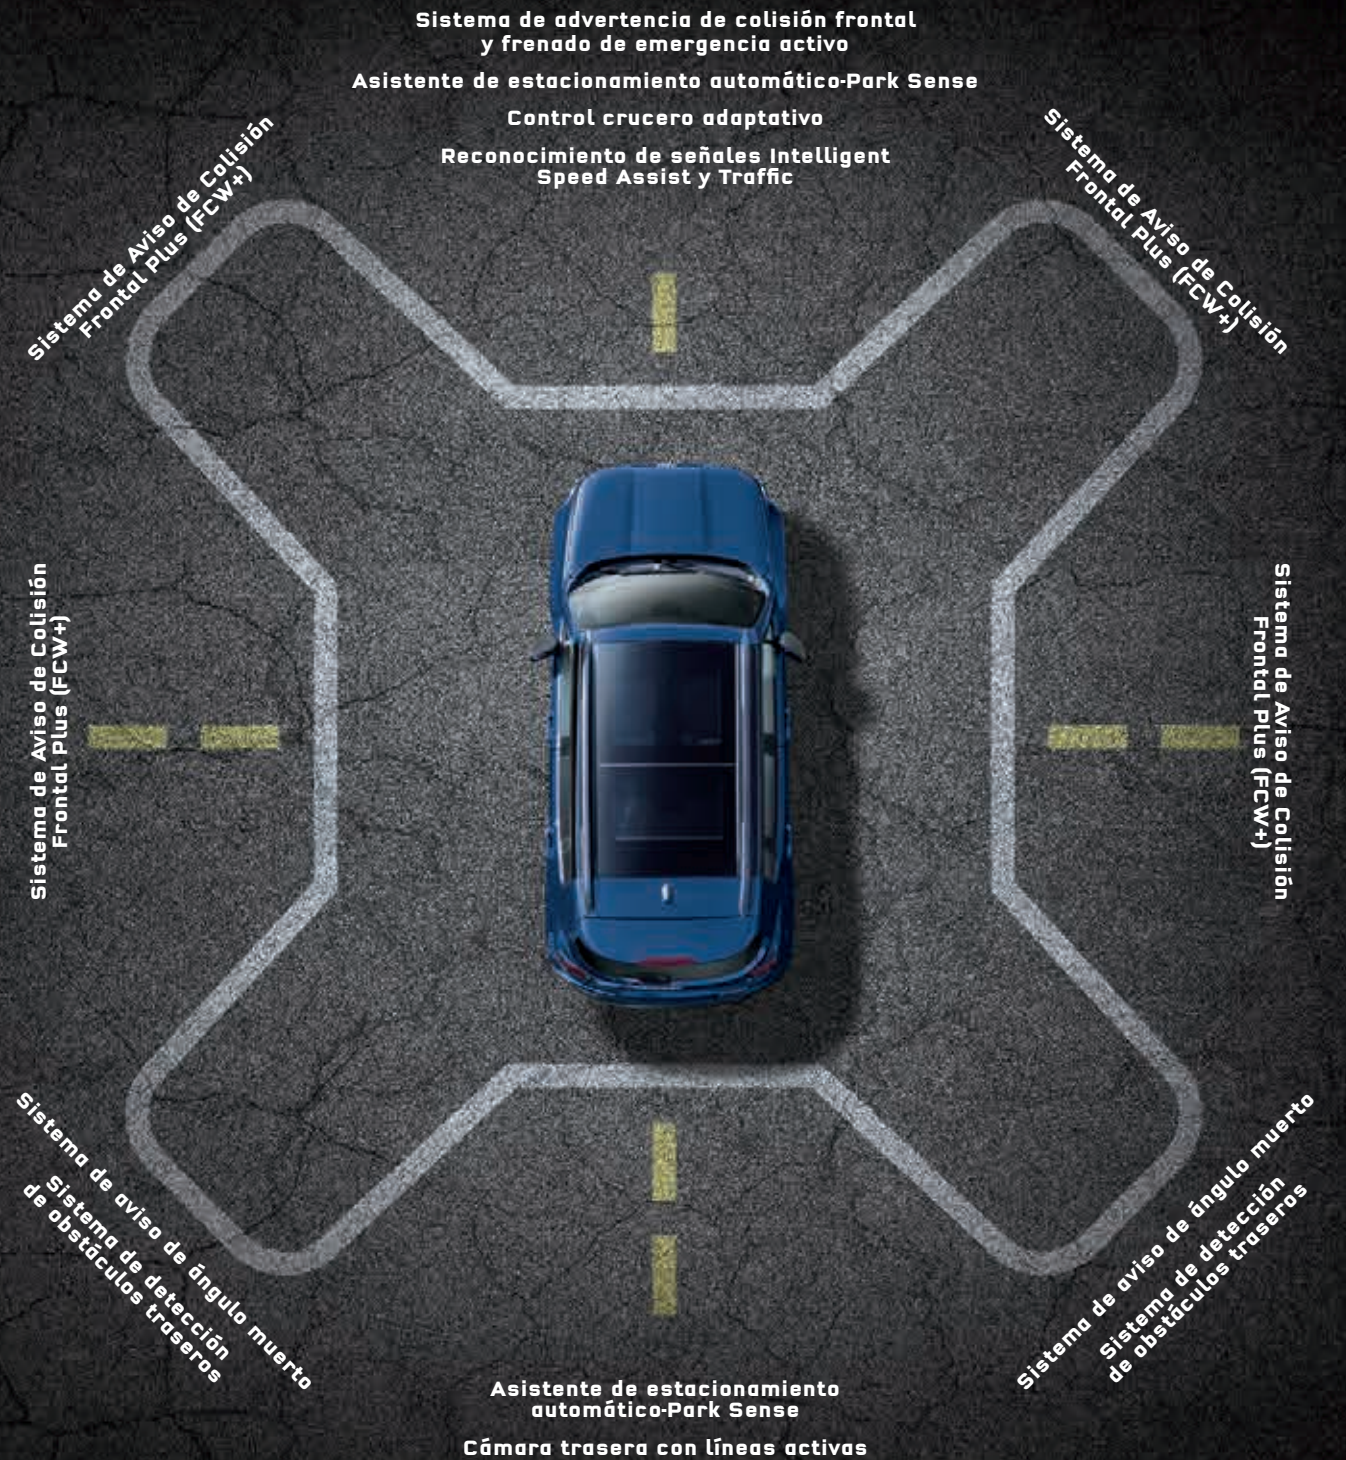 Sistema de advertencia de colisión frontal
y frenado de emergencia activo
Asistente de estacionamiento automático-Park Sense
Control crucero adaptativo
Reconocimiento de señales Intelligent
Speed Assist y Traffic
Sistema de Aviso de Colisión
Frontal Plus (FCW+)
Sistema de Aviso de Colisión
Frontal Plus (FCW+)
Sistema de Aviso de Colisión
Frontal Plus (FCW+)
Sistema de Aviso de Colisión
Frontal Plus (FCW+)
Sistema de aviso de ángulo muerto
Sistema de detección
de obstáculos traseros
Sistema de aviso de ángulo muerto
Sistema de detección
de obstáculos traseros
Asistente de estacionamiento
automático-Park Sense
Cámara trasera con líneas activas